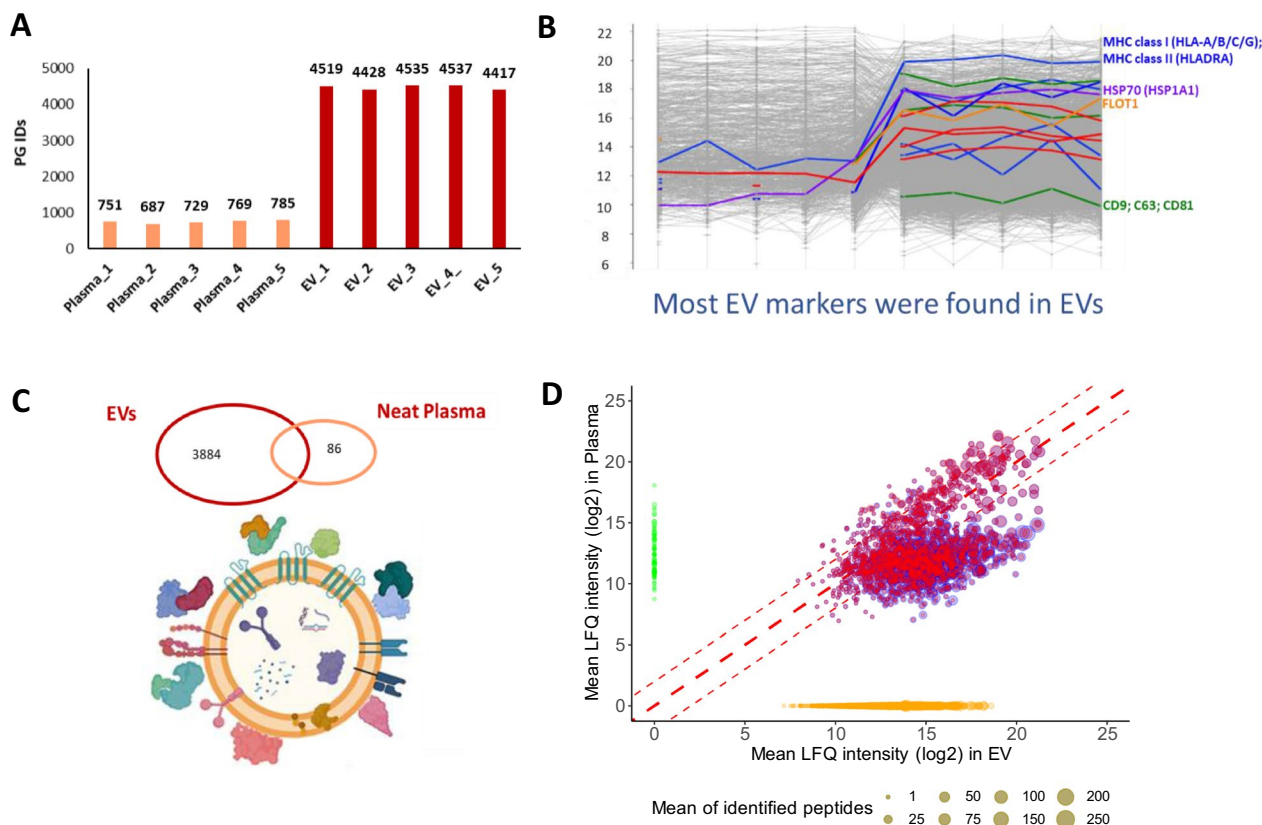 A
PG IDs
5000
4000
3000
2000
1000
0
751
687
729
769
785
4519
4428
4535
4537
4417
Plasma_1
Plasma_2
Plasma_3
Plasma_4
Plasma_5
EV_1
EV_2
EV_3
EV_4_
EV_5
B
22
20
18
16
14
12
10
8
6
MHC class I (HLA-A/B/C/G);
MHC class II (HLADRA)
HSP70 (HSP1A1)
FLOT1
CD9; C63; CD81
Most EV markers were found in EVs
C
EVs
Neat Plasma
3884
86
D
Mean LFQ intensity (log2) in Plasma
25
20
15
10
5
0
0 5 10 15 20 25
Mean LFQ intensity (log2) in EV
Mean of identified peptides
1 50 100 200
25 75 150 250